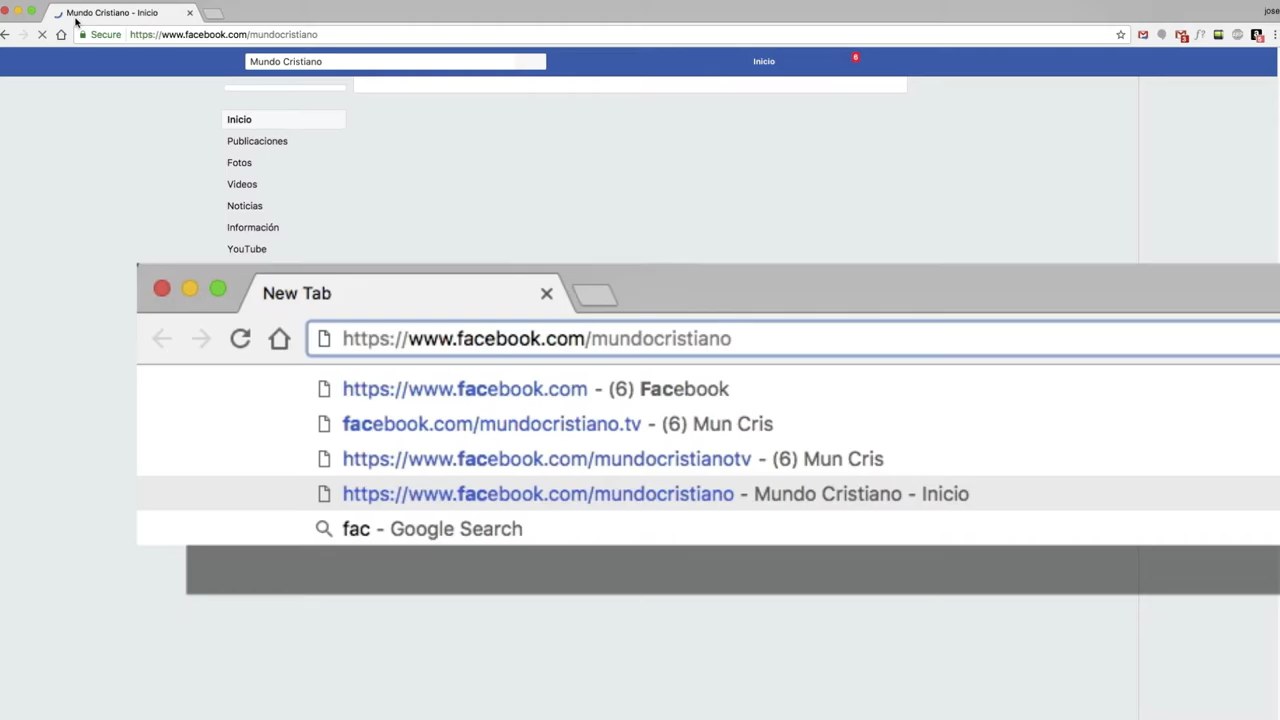 Mundo Cristiano - Inicio
jose
Secure
https://www.facebook.com/mundocristiano
Mundo Cristiano
Inicio
6
Inicio
Publicaciones
Fotos
Videos
Noticias
Información
YouTube
New Tab
https://www.facebook.com/mundocristiano
https://www.facebook.com - (6) Facebook
facebook.com/mundocristiano.tv - (6) Mun Cris
https://www.facebook.com/mundocristianotv - (6) Mun Cris
https://www.facebook.com/mundocristiano - Mundo Cristiano - Inicio
fac - Google Search